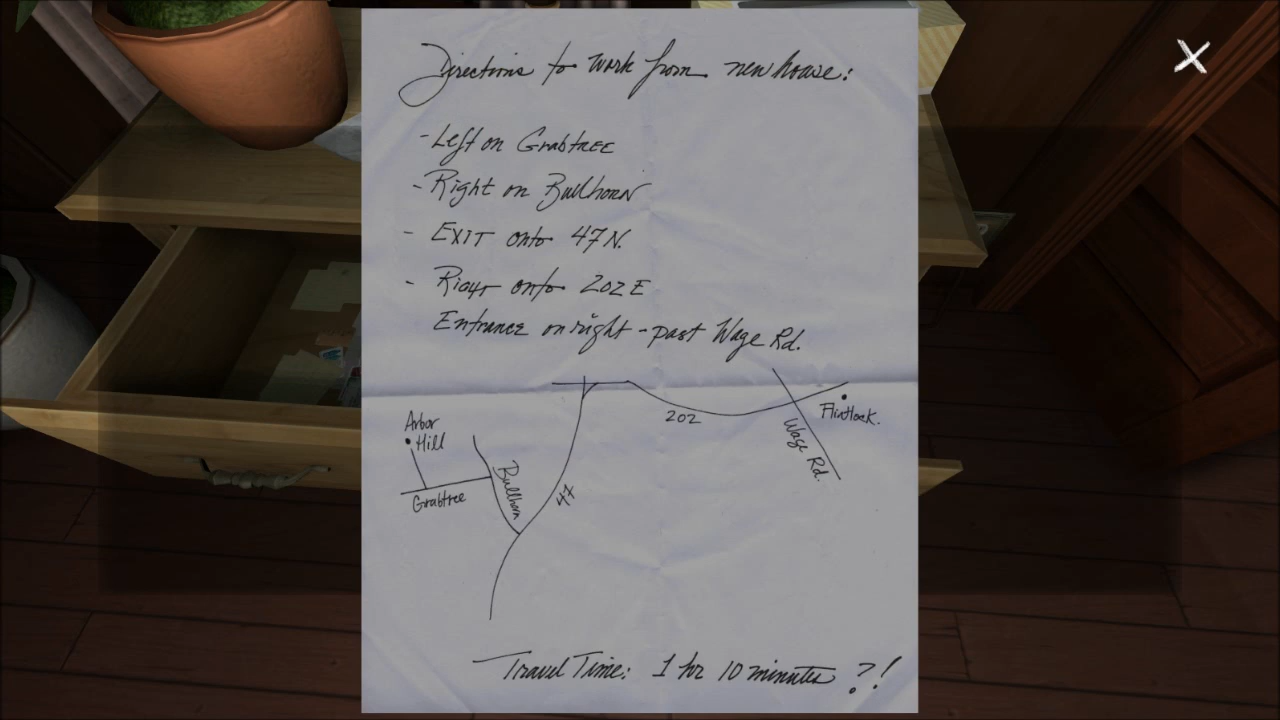 Directions to work from new house:
- Left on Grabtree
- Right on Bullhorn
- EXIT onto 47 N.
- Right onto 202 E
Entrance on right - past Wage Rd.
Arbor
Hill
Grabtree
Bullhorn
47
202
Wage Rd.
Flintlock.
Travel Time: 1 hr 10 minutes ?!